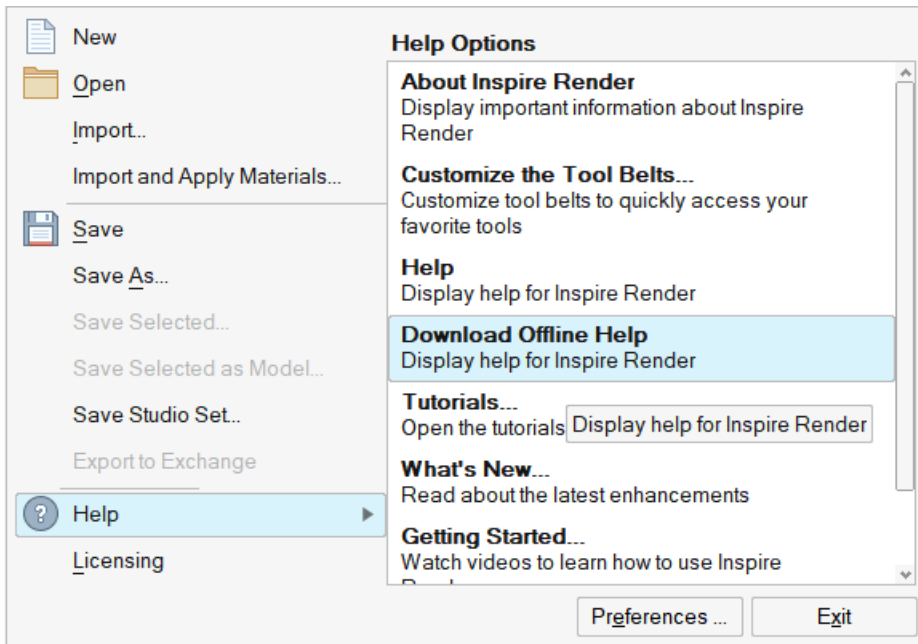 New
Open
Import...
Import and Apply Materials...
Save
Save As...
Save Selected...
Save Selected as Model...
Save Studio Set...
Export to Exchange
Help
Licensing
Help Options
About Inspire Render
Display important information about Inspire
Render
Customize the Tool Belts...
Customize tool belts to quickly access your
favorite tools
Help
Display help for Inspire Render
Download Offline Help
Display help for Inspire Render
Tutorials...
Open the tutorials
Display help for Inspire Render
What's New...
Read about the latest enhancements
Getting Started...
Watch videos to learn how to use Inspire
Preferences ...
Exit